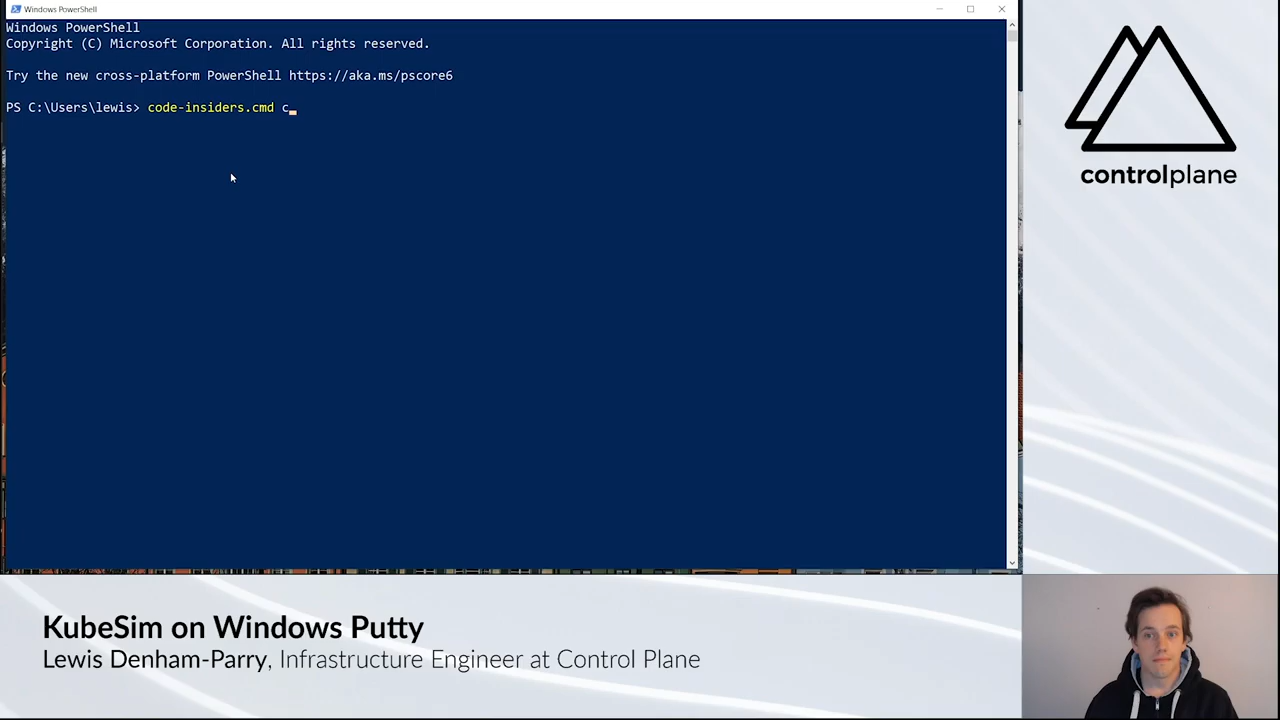 Windows PowerShell
Windows PowerShell
Copyright (C) Microsoft Corporation. All rights reserved.
Try the new cross-platform PowerShell https://aka.ms/pscore6
PS C:\Users\lewis> code-insiders.cmd c
controlplane
KubeSim on Windows Putty
Lewis Denham-Parry, Infrastructure Engineer at Control Plane